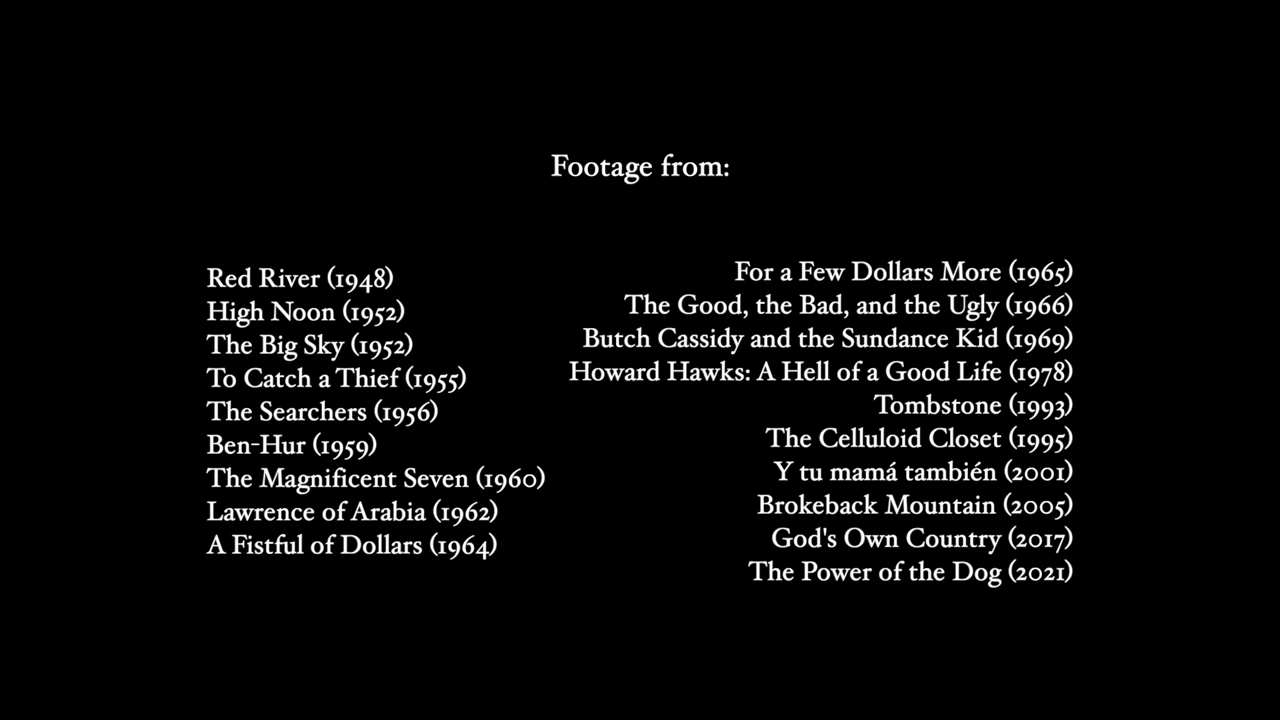 Footage from:
Red River (1948)
High Noon (1952)
The Big Sky (1952)
To Catch a Thief (1955)
The Searchers (1956)
Ben-Hur (1959)
The Magnificent Seven (1960)
Lawrence of Arabia (1962)
A Fistful of Dollars (1964)
For a Few Dollars More (1965)
The Good, the Bad, and the Ugly (1966)
Butch Cassidy and the Sundance Kid (1969)
Howard Hawks: A Hell of a Good Life (1978)
Tombstone (1993)
The Celluloid Closet (1995)
Y tu mamá también (2001)
Brokeback Mountain (2005)
God's Own Country (2017)
The Power of the Dog (2021)